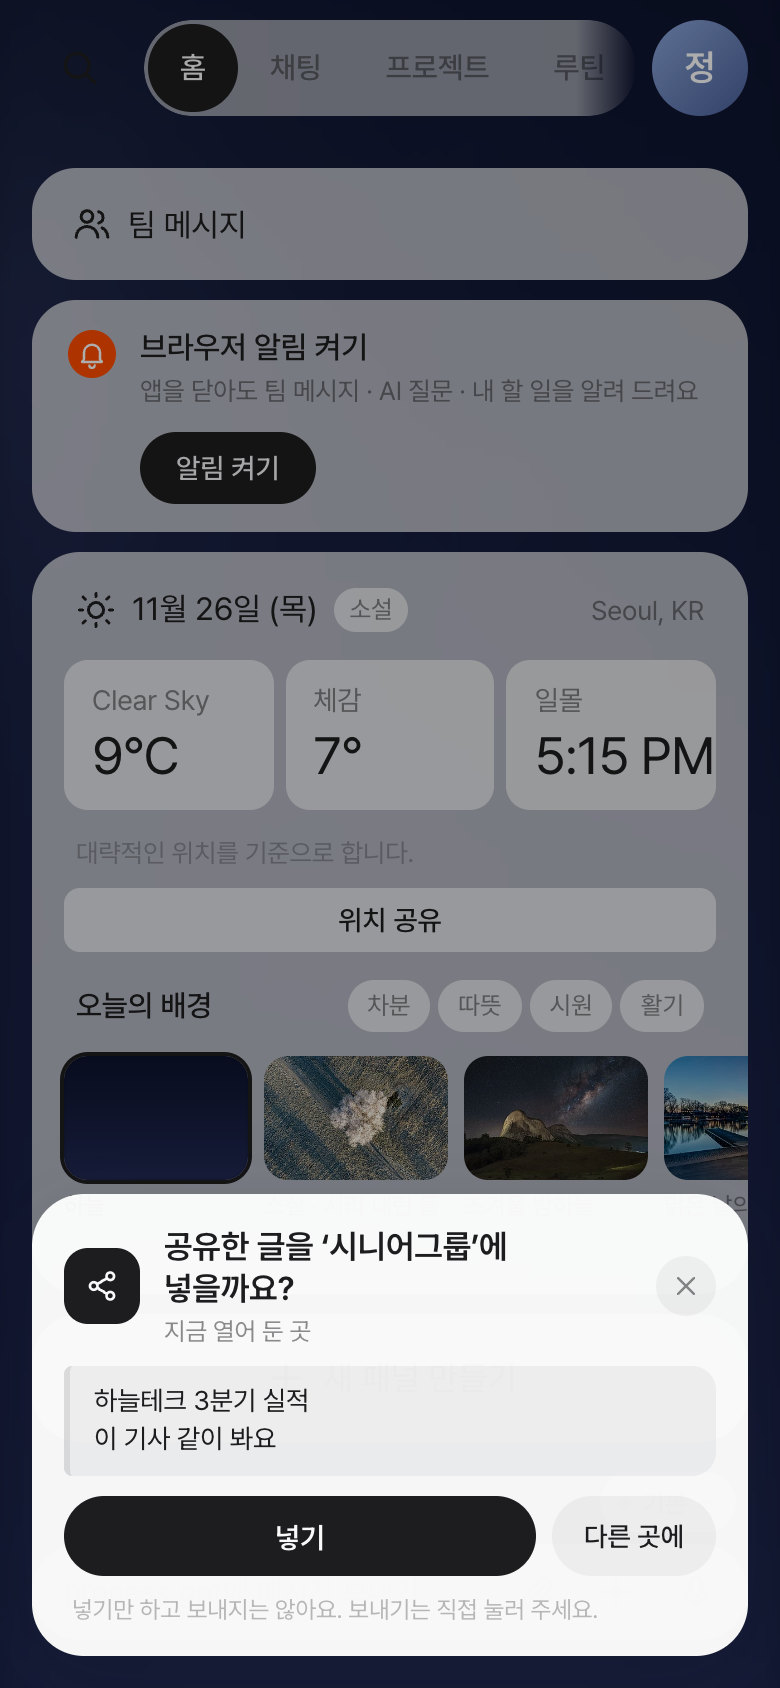 홈
채팅
프로젝트
루틴
정
팀 메시지
브라우저 알림 켜기
앱을 닫아도 팀 메시지 · AI 질문 · 내 할 일을 알려 드려요
알림 켜기
11월 26일 (목)
소설
Seoul, KR
Clear Sky
체감
일몰
9°C
7°
5:15 PM
대략적인 위치를 기준으로 합니다.
위치 공유
오늘의 배경
차분
따뜻
시원
활기
공유한 글을 ‘시니어그룹’에
넣을까요?
지금 열어 둔 곳
새 패널 만들기
하늘테크 3분기 실적
이 기사 같이 봐요
넣기
다른 곳에
넣기만 하고 보내지는 않아요. 보내기는 직접 눌러 주세요.